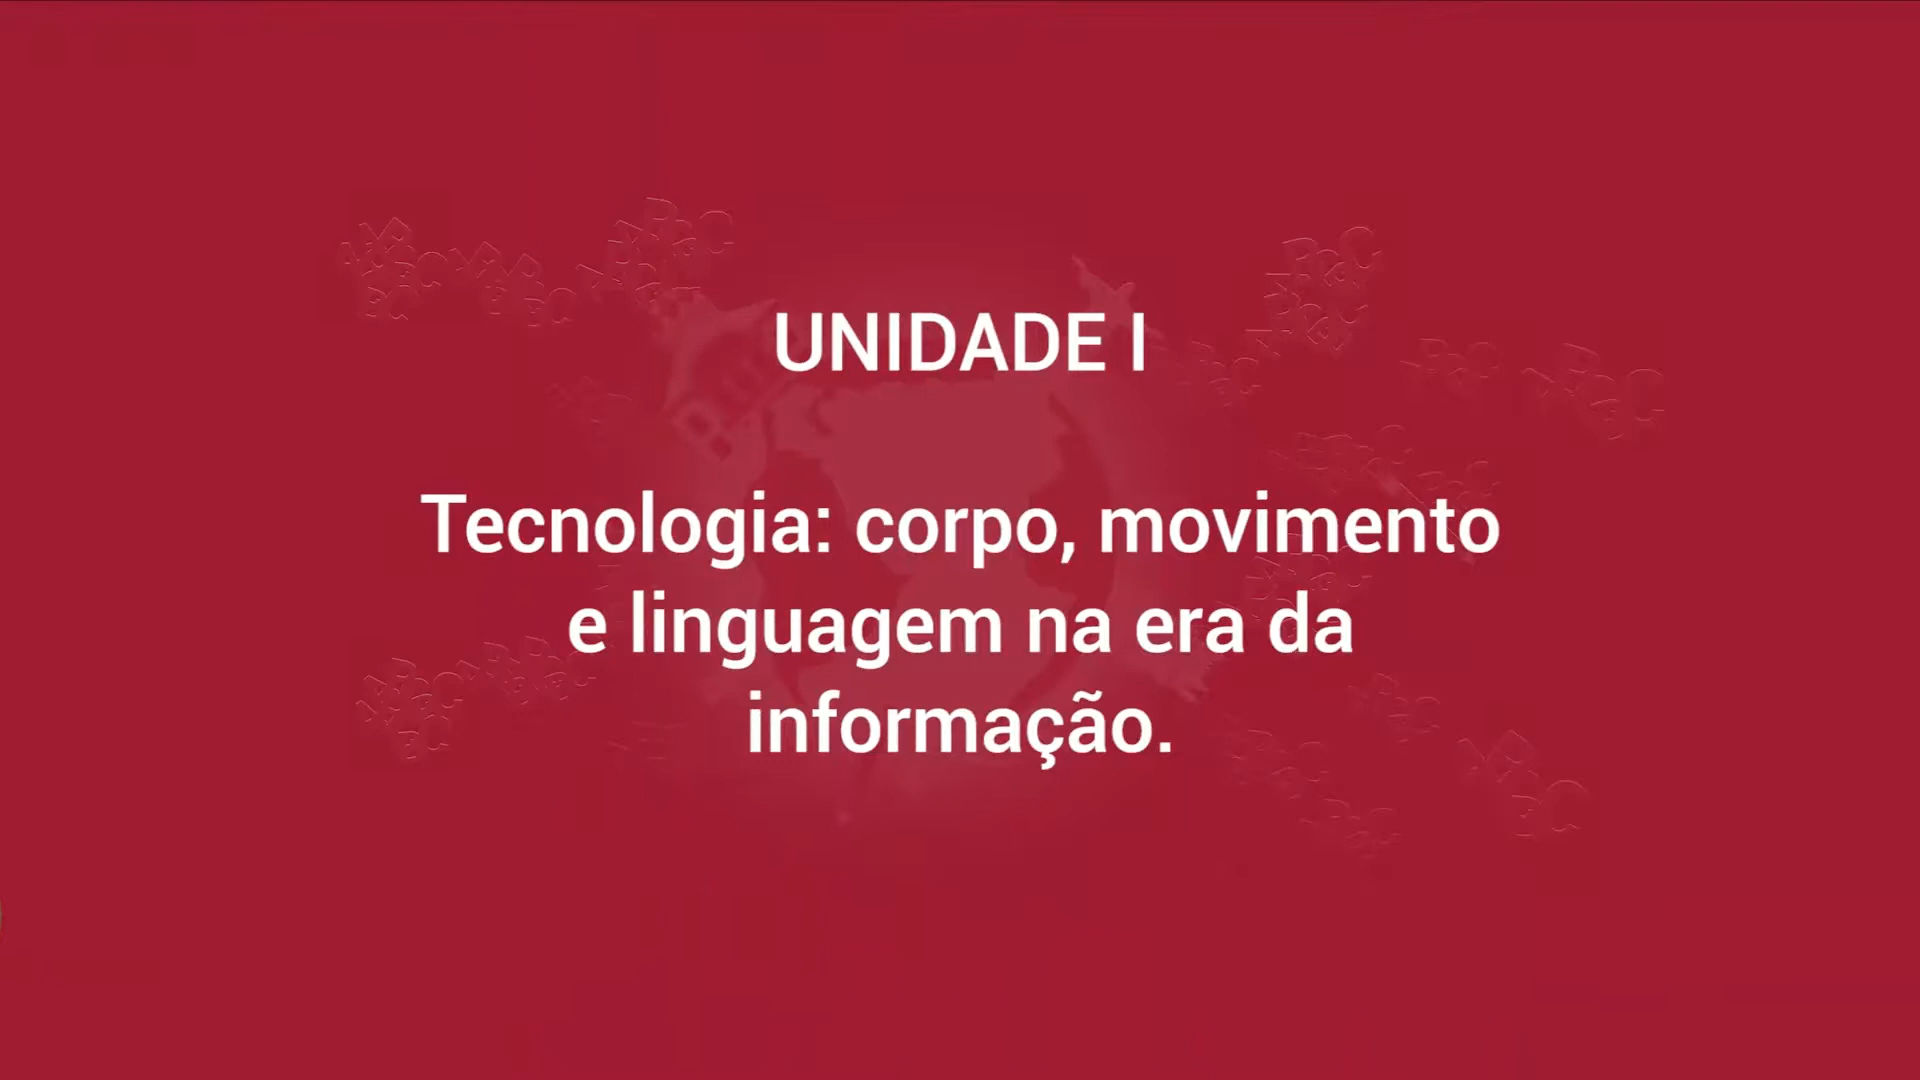 UNIDADE I
Tecnologia: corpo, movimento
e linguagem na era da
informação.